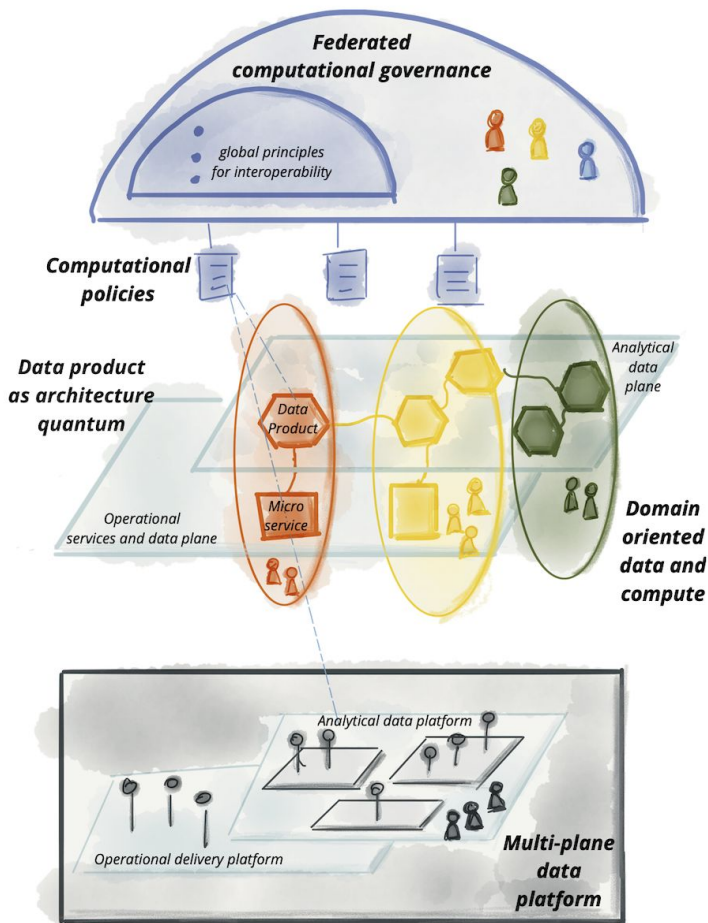 Federated
computational governance
global principles
for interoperability
Computational
policies
Data product
as architecture
quantum
Analytical
data
plane
Data
Product
Micro
service
Operational
services and data plane
Domain
oriented
data and
compute
Analytical data platform
Operational delivery platform
Multi-plane
data
platform